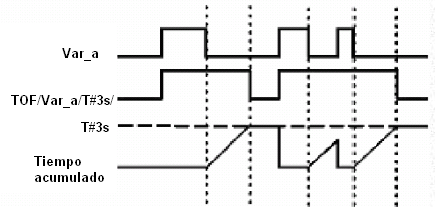 Var_a
TOF/Var_a/T#3s/
T#3s
Tiempo
acumulado